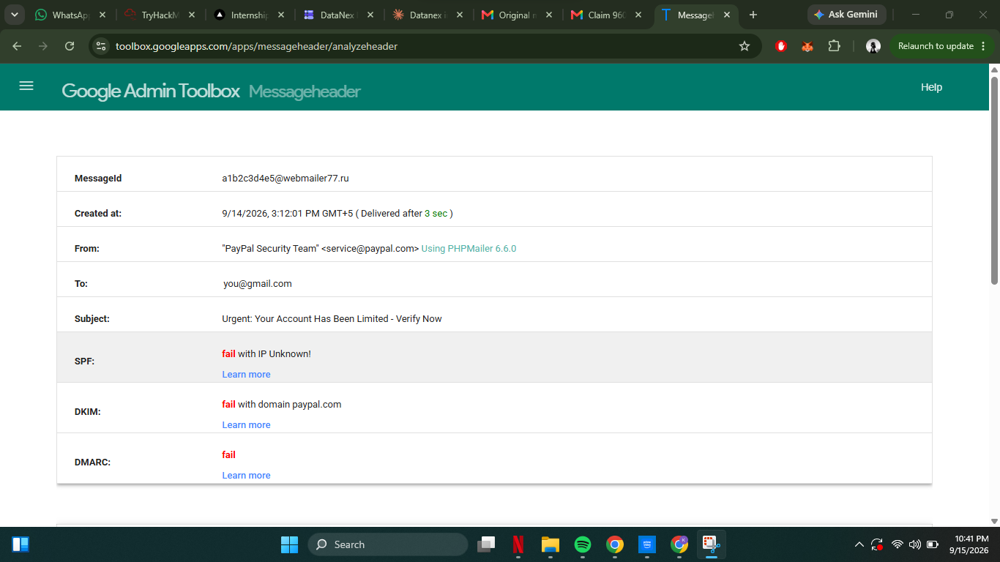 WhatsAp
TryHackM
Internship
DataNex
Datanex i
Original m
Claim 960
Message
Ask Gemini
toolbox.googleapps.com/apps/messageheader/analyzeheader
Relaunch to update
Google Admin Toolbox Messageheader
Help
MessageId a1b2c3d4e5@webmailer77.ru
Created at: 9/14/2026, 3:12:01 PM GMT+5 ( Delivered after 3 sec )
From: "PayPal Security Team" <service@paypal.com> Using PHPMailer 6.6.0
To: you@gmail.com
Subject: Urgent: Your Account Has Been Limited - Verify Now
SPF: fail with IP Unknown!
Learn more
DKIM: fail with domain paypal.com
Learn more
DMARC: fail
Learn more
Search
10:41 PM
9/15/2026